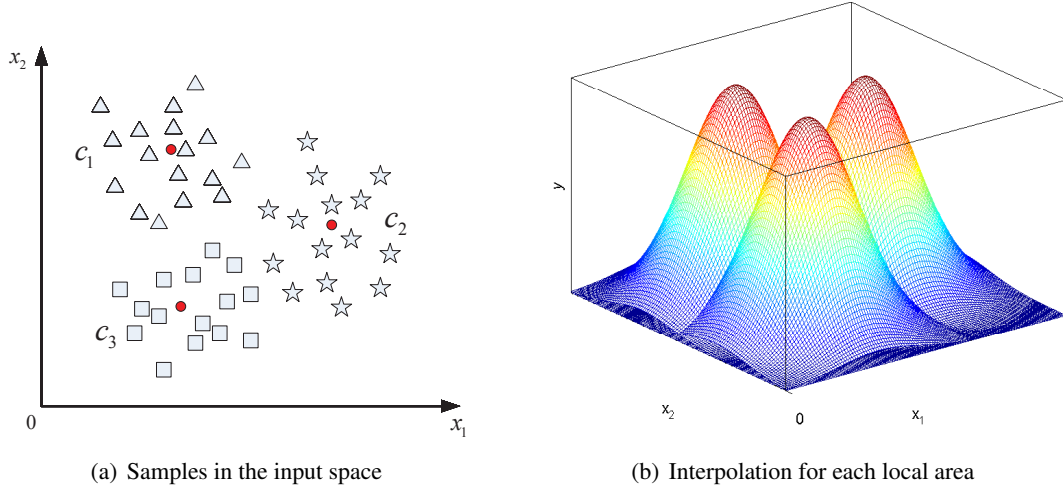 x₂
c₁
c₂
c₃
0
x₁
y
x₂
0
x₁
(a) Samples in the input space
(b) Interpolation for each local area